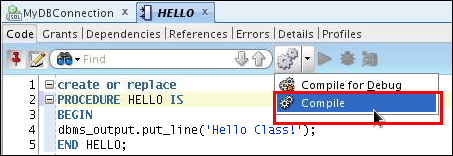 MyDBConnection HELLO
Code Grants Dependencies References Errors Details Profiles
Find
Compile for Debug
Compile
1 create or replace
2 PROCEDURE HELLO IS
3 BEGIN
4 dbms_output.put_line('Hello Class!');
5 END HELLO;